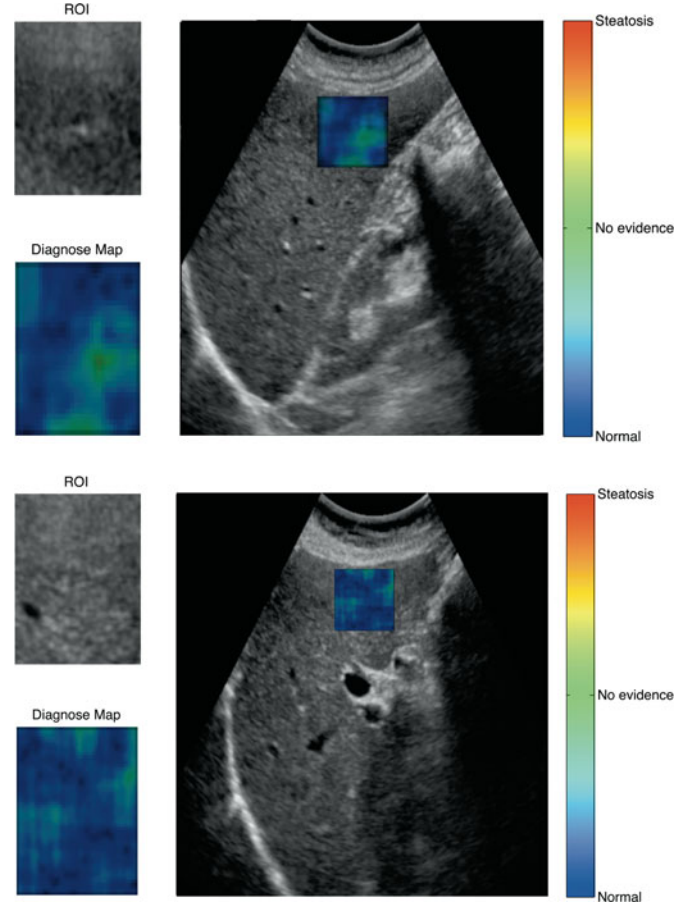 ROI
Steatosis
Diagnose Map
No evidence
Normal
ROI
Steatosis
Diagnose Map
No evidence
Normal